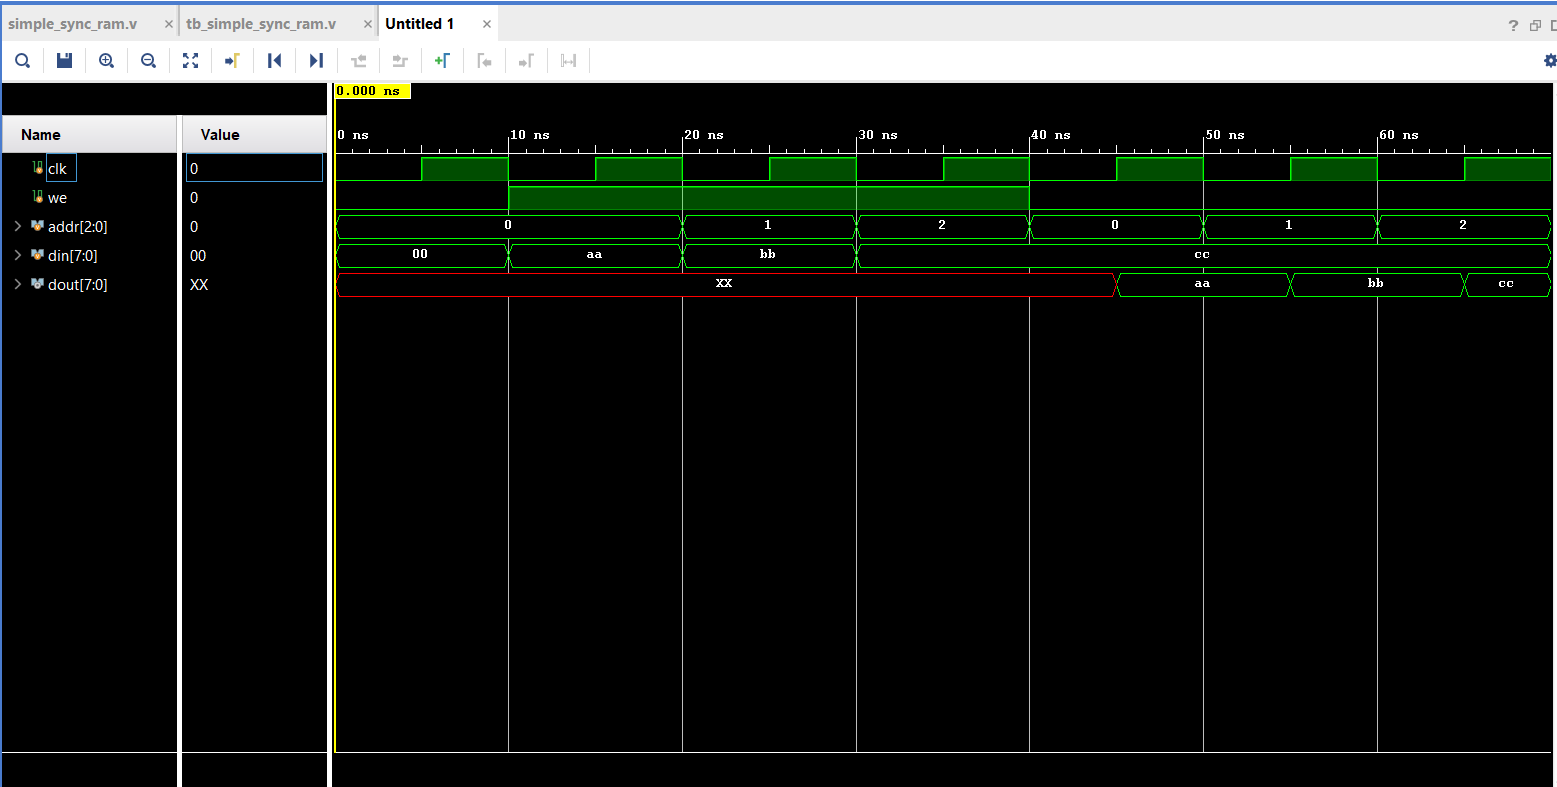 simple_sync_ram.v × tb_simple_sync_ram.v × Untitled 1 ×
?
0.000 ns
Name Value
0 ns 10 ns 20 ns 30 ns 40 ns 50 ns 60 ns
clk 0
we 0
addr[2:0] 0 0 1 2 0 1 2
din[7:0] 00 00 aa bb cc
dout[7:0] XX XX aa bb cc